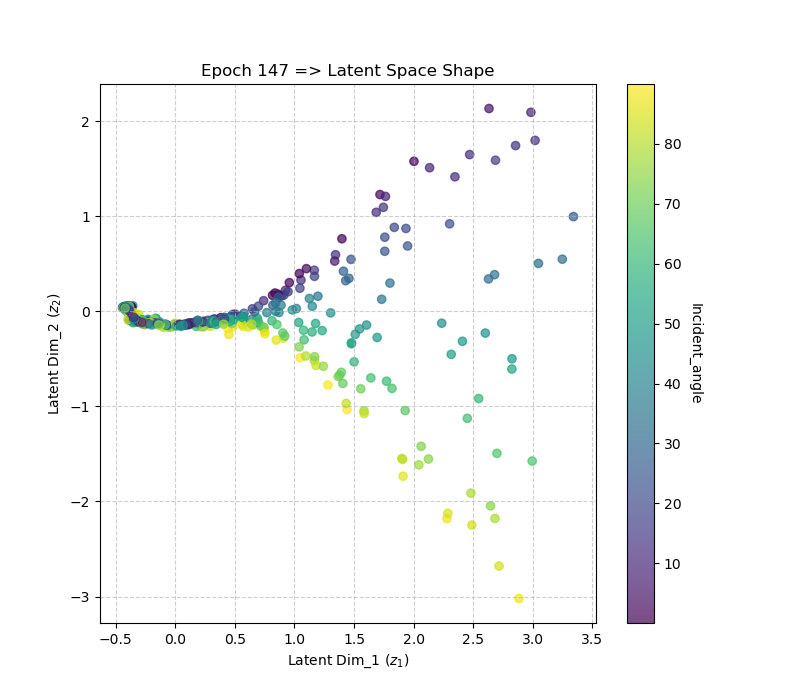 Epoch 147 => Latent Space Shape
2
1
0
−1
−2
−3
−0.5 0.0 0.5 1.0 1.5 2.0 2.5 3.0 3.5
Latent Dim_1 (z₁)
Latent Dim_2 (z₂)
80
70
60
50
40
30
20
10
Incident_angle